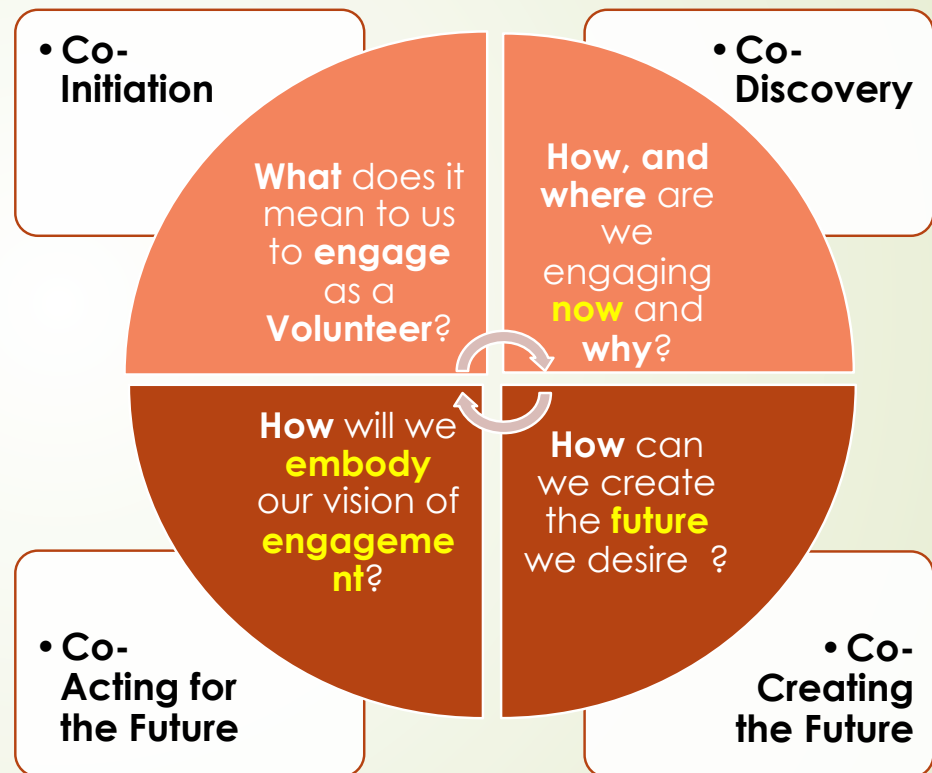 • Co-
Initiation
• Co-
Discovery
What does it
mean to us
to engage
as a
Volunteer?
How, and
where are
we
engaging
now and
why?
How will we
embody
our vision of
engageme
nt?
How can
we create
the future
we desire ?
• Co-
Acting for
the Future
• Co-
Creating
the Future